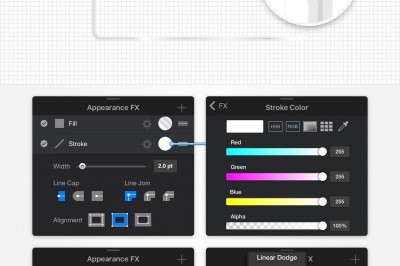 Appearance FX
Fill
Stroke
Width 2.0 pt
Line Cap Line Join
Alignment
FX Stroke Color
HSB RGB
Red
255
Green
255
Blue
255
Alpha
100%
Appearance FX
Linear Dodge
X